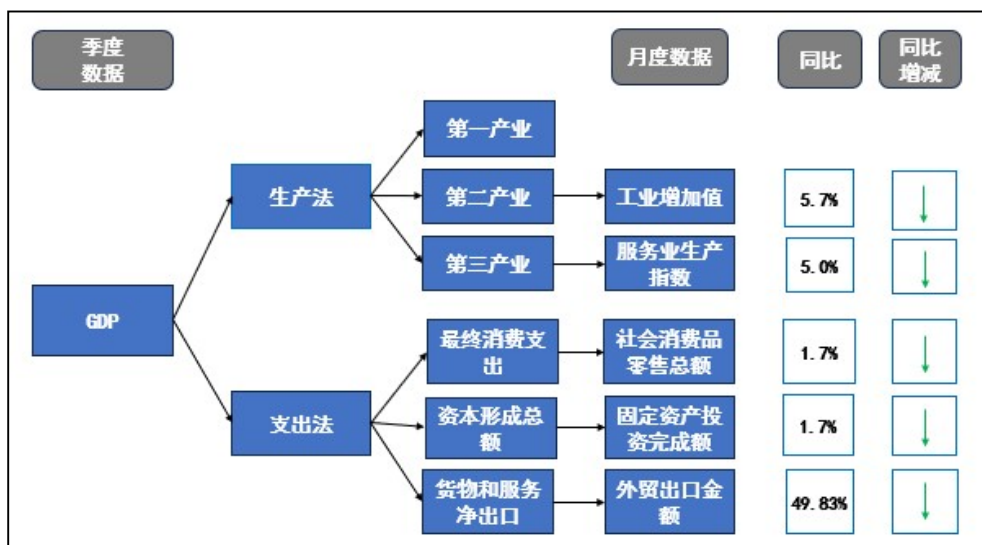 季度
数据
月度数据
同比
同比
增减
第一产业
生产法
第二产业
工业增加值
5.7%
第三产业
服务业生产
指数
5.0%
GDP
最终消费支
出
社会消费品
零售总额
1.7%
支出法
资本形成总
额
固定资产投
资完成额
1.7%
货物和服务
净出口
外贸出口金
额
49.83%